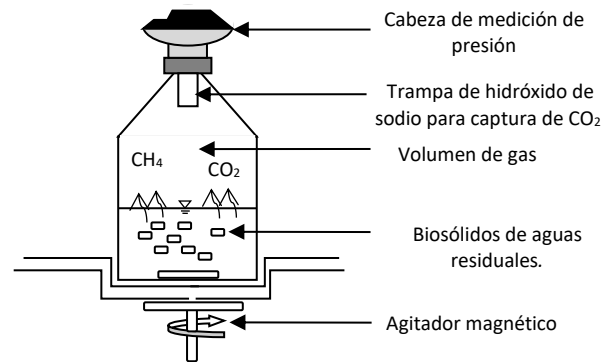 Cabeza de medición de
presión
Trampa de hidróxido de
sodio para captura de CO₂
Volumen de gas
CH₄
CO₂
Biosólidos de aguas
residuales.
Agitador magnético